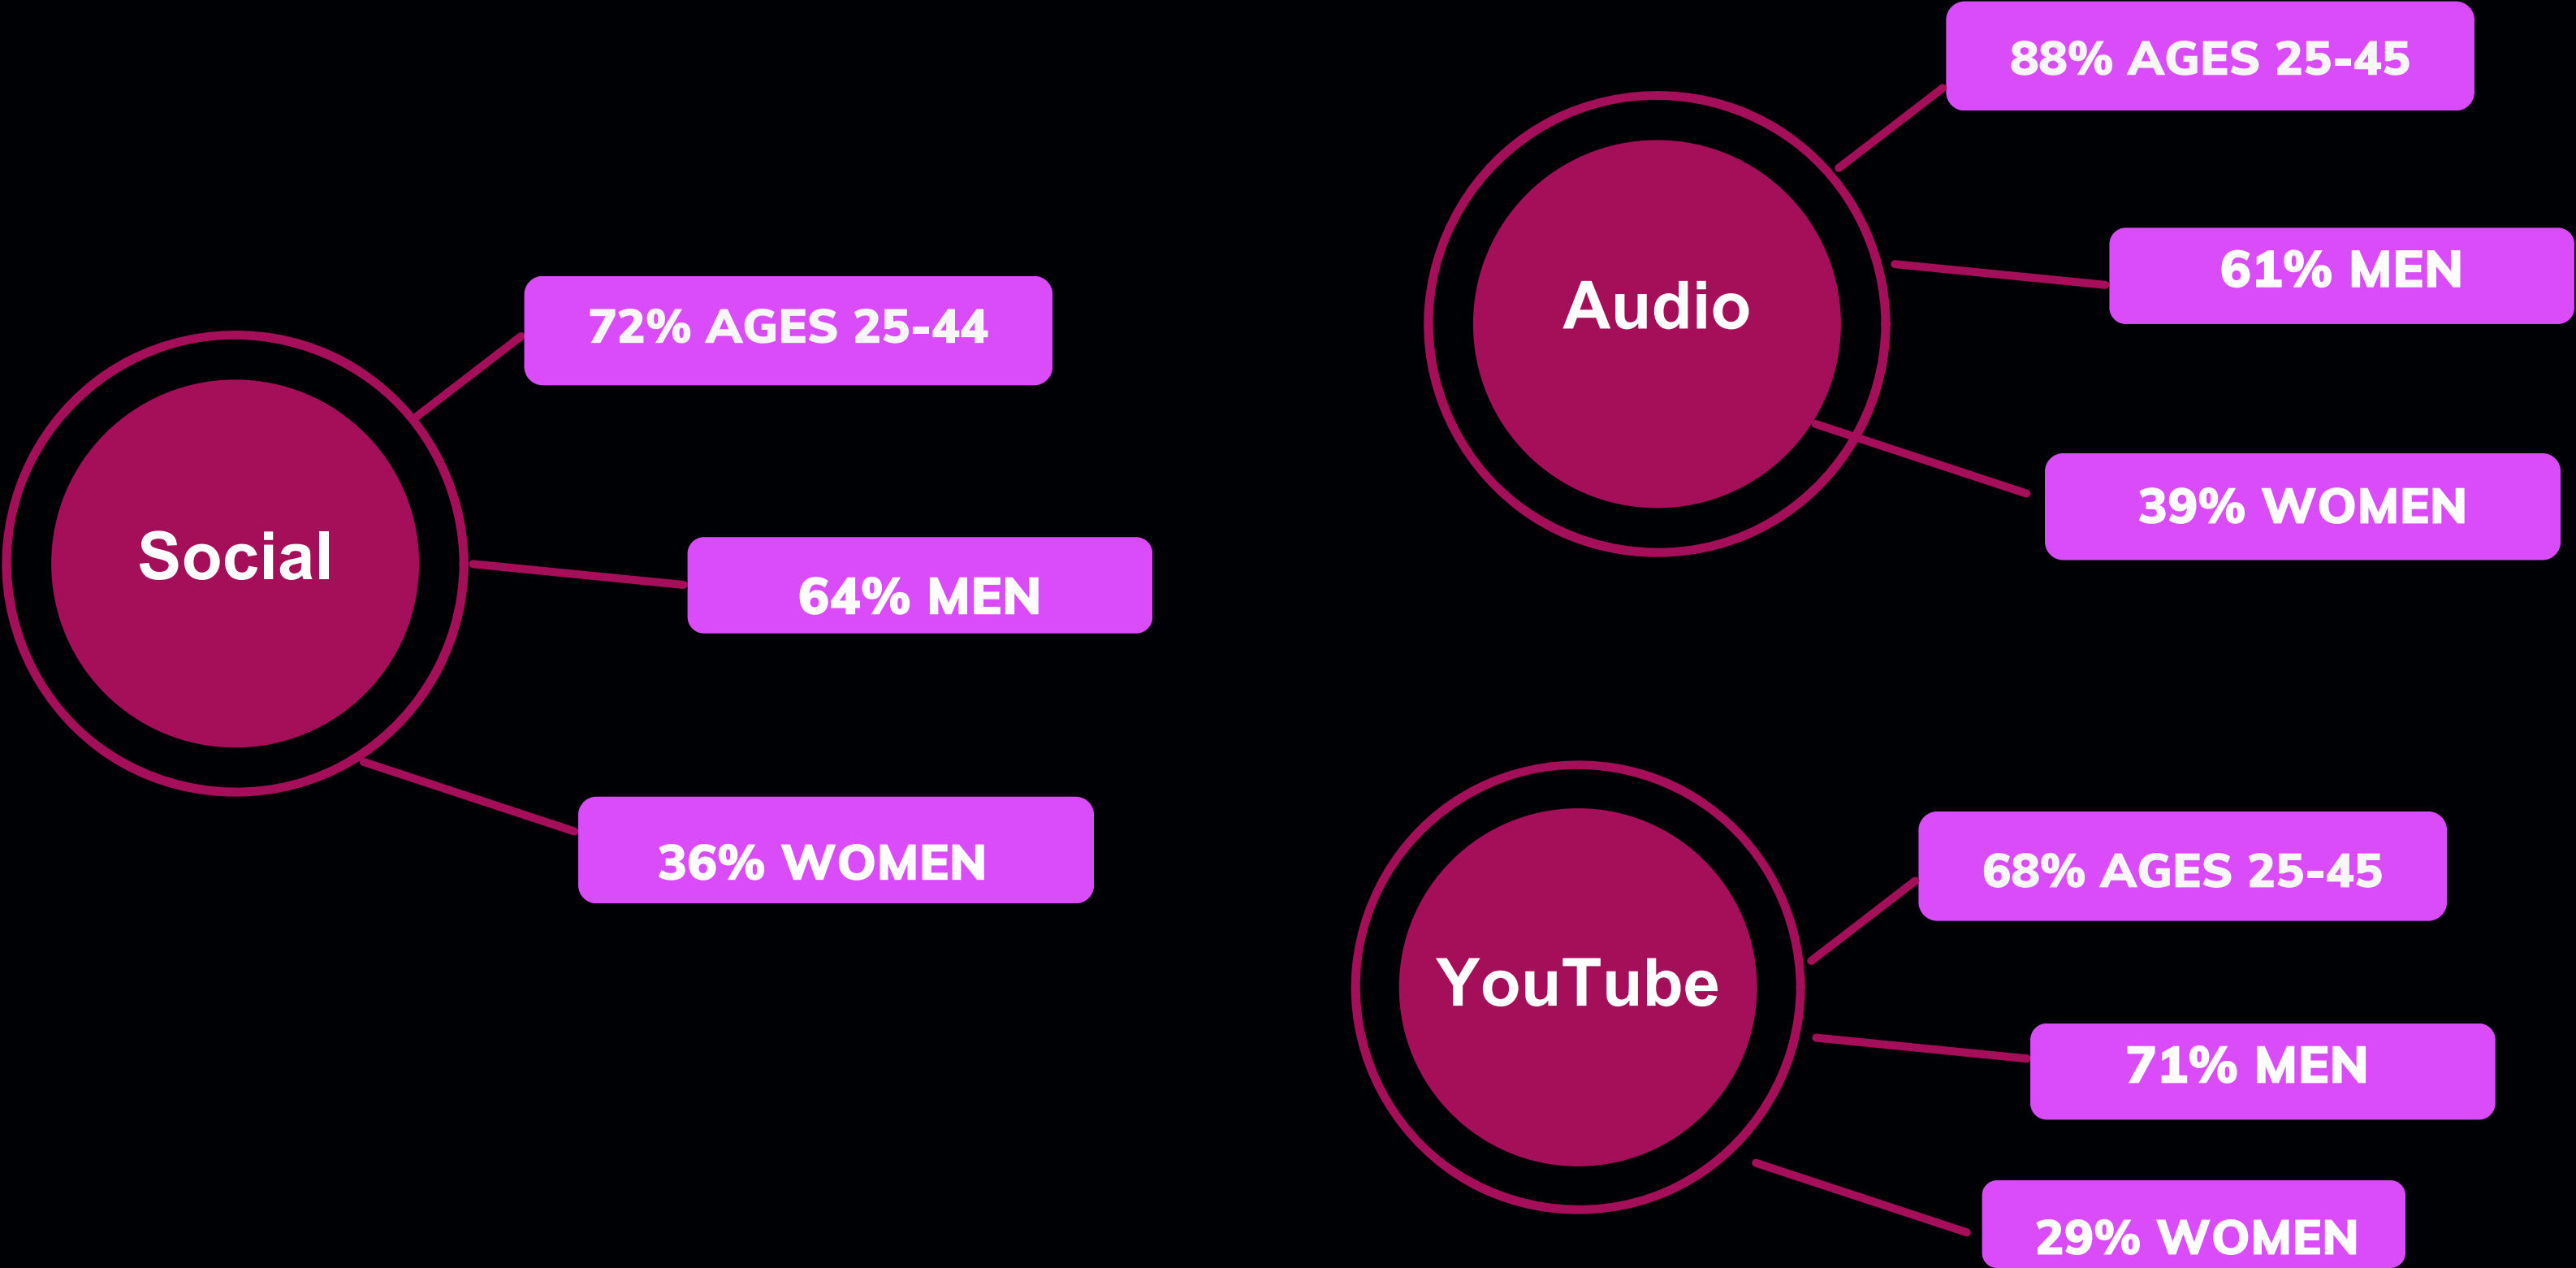 Social
72% AGES 25-44
64% MEN
36% WOMEN
Audio
88% AGES 25-45
61% MEN
39% WOMEN
YouTube
68% AGES 25-45
71% MEN
29% WOMEN